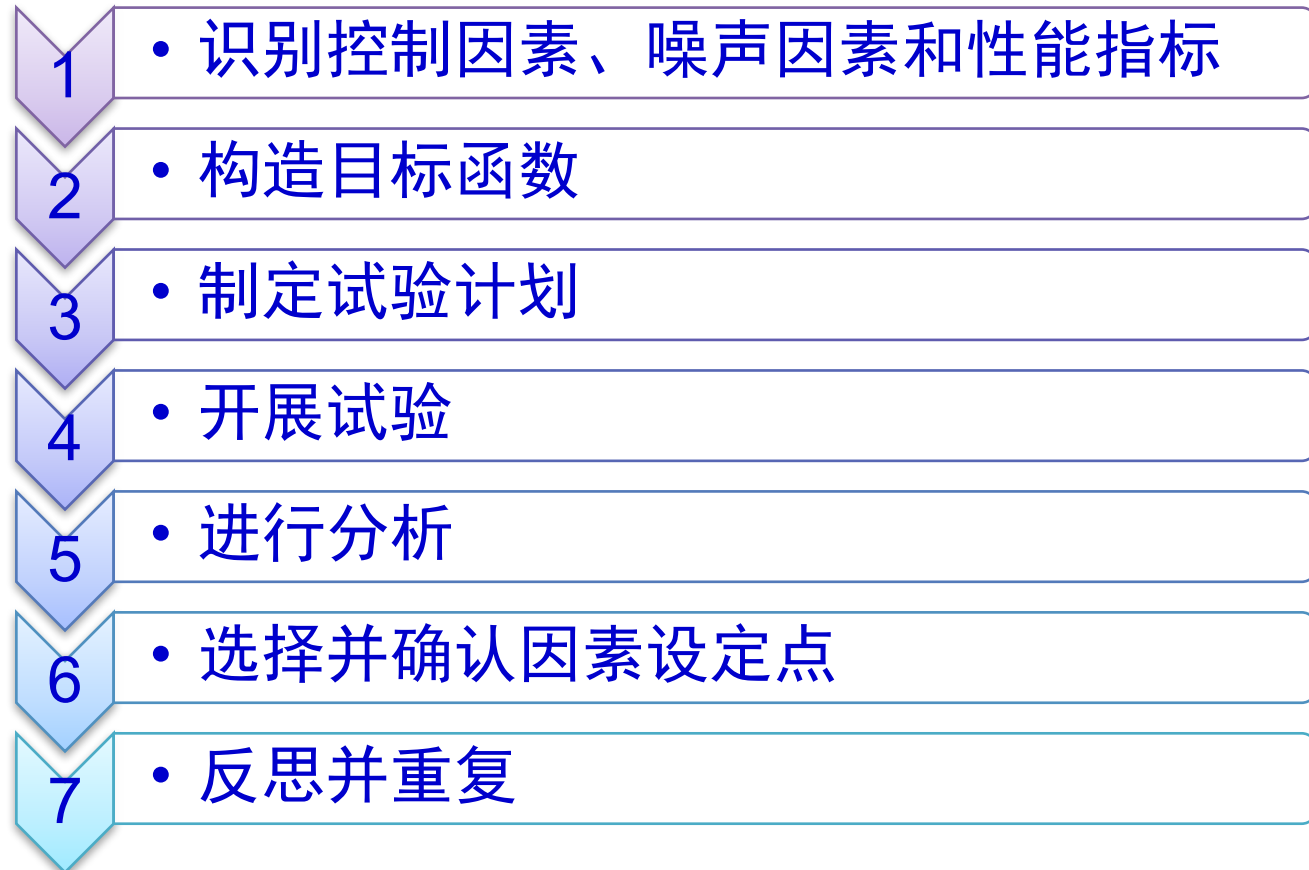 1
• 识别控制因素、噪声因素和性能指标
2
• 构造目标函数
3
• 制定试验计划
4
• 开展试验
5
• 进行分析
6
• 选择并确认因素设定点
7
• 反思并重复